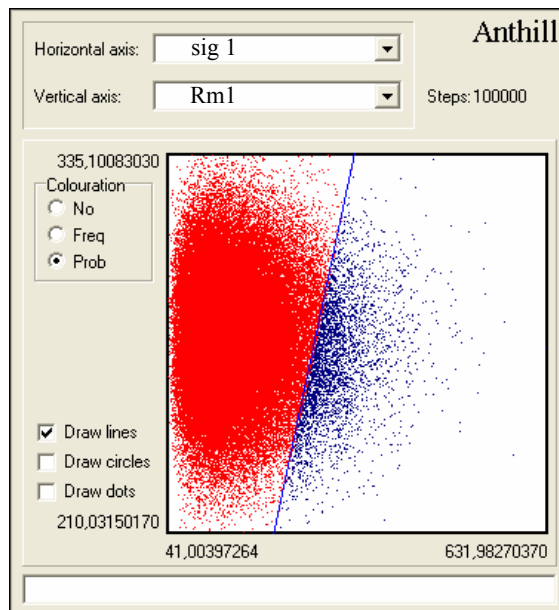 Anthill
Horizontal axis: sig 1
Vertical axis: Rm1 Steps: 100000
335,10083030
Colouration
No
Freq
Prob
Draw lines
Draw circles
Draw dots
210,03150170
41,00397264 631,98270370